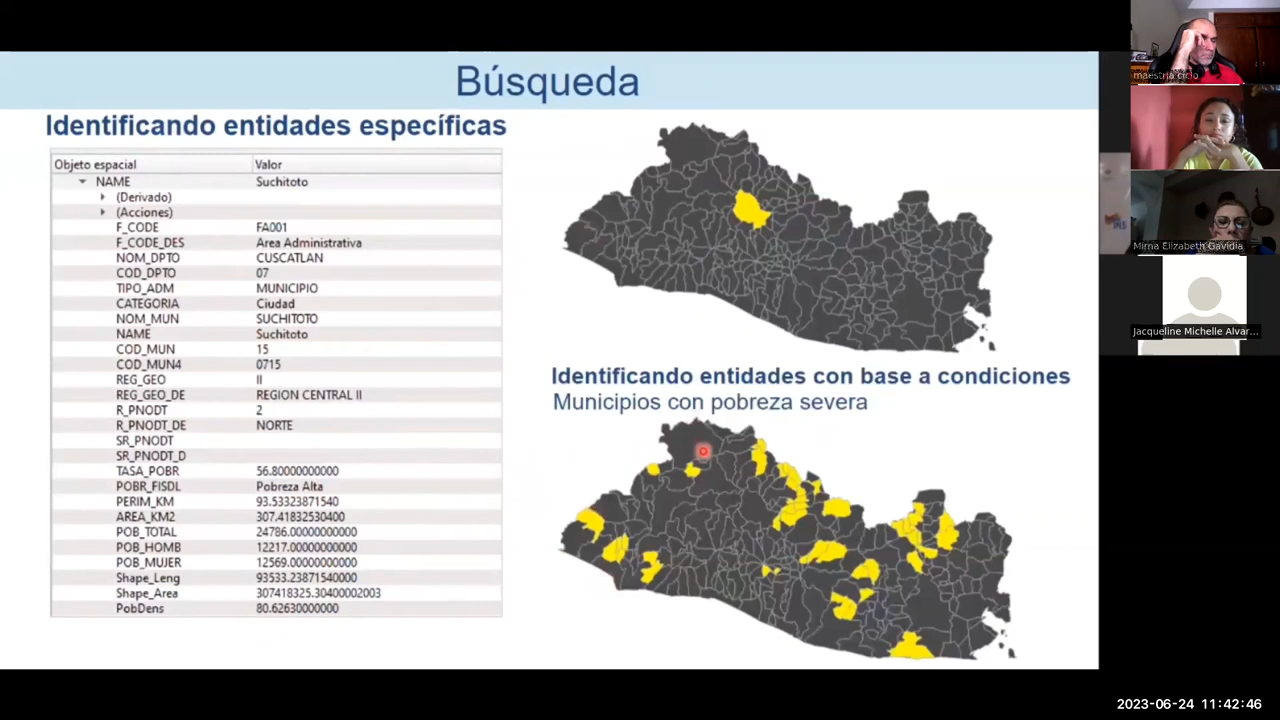 Búsqueda
Identificando entidades específicas
Objeto espacial Valor
NAME Suchitoto
(Derivado)
(Acciones)
F_CODE FA001
F_CODE_DES Area Administrativa
NOM_DPTO CUSCATLAN
COD_DPTO 07
TIPO_ADM MUNICIPIO
CATEGORIA Ciudad
NOM_MUN SUCHITOTO
NAME Suchitoto
COD_MUN 15
COD_MUN4 0715
REG_GEO II
REG_GEO_DE REGION CENTRAL II
R_PNODT 2
R_PNODT_DE NORTE
SR_PNODT
SR_PNODT_D
TASA_POBR 56.80000000000
POBR_FISDL Pobreza Alta
PERIM_KM 93.53323871540
AREA_KM2 307.41832530400
POB_TOTAL 24786.00000000000
POB_HOMB 12217.00000000000
POB_MUJER 12569.00000000000
Shape_Leng 93533.23871540000
Shape_Area 307418325.30400002003
PobDens 80.62630000000
Identificando entidades con base a condiciones
Municipios con pobreza severa
maestria ciclo
Mirna Elizabeth Gavidia
INS
Jacqueline Michelle Alvar...
2023-06-24 11:42:46